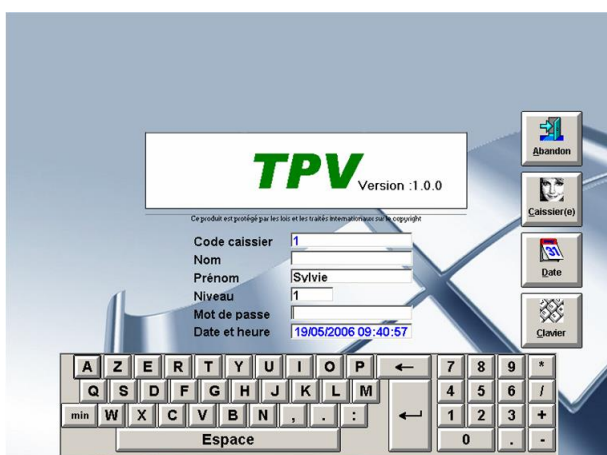 TPV Version :1.0.0
Ce produit est protégé par les lois et les traités internationaux sur le copyright
Code caissier 1
Nom
Prénom Sylvie
Niveau 1
Mot de passe
Date et heure 19/05/2006 09:40:57
Abandon
Caissier(e)
31
Date
Clavier
A Z E R T Y U I O P ← 7 8 9 *
Q S D F G H J K L M 4 5 6 /
min W X C V B N , . : 1 2 3 +
Espace 0 . -